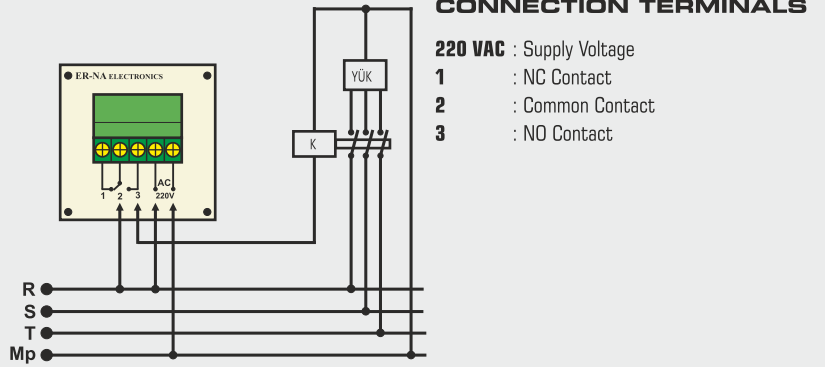 CONNECTION TERMINALS
220 VAC : Supply Voltage
1 : NC Contact
2 : Common Contact
3 : NO Contact
ER-NA ELECTRONICS
YÜK
K
AC
1 2 3 220V
R
S
T
Mp